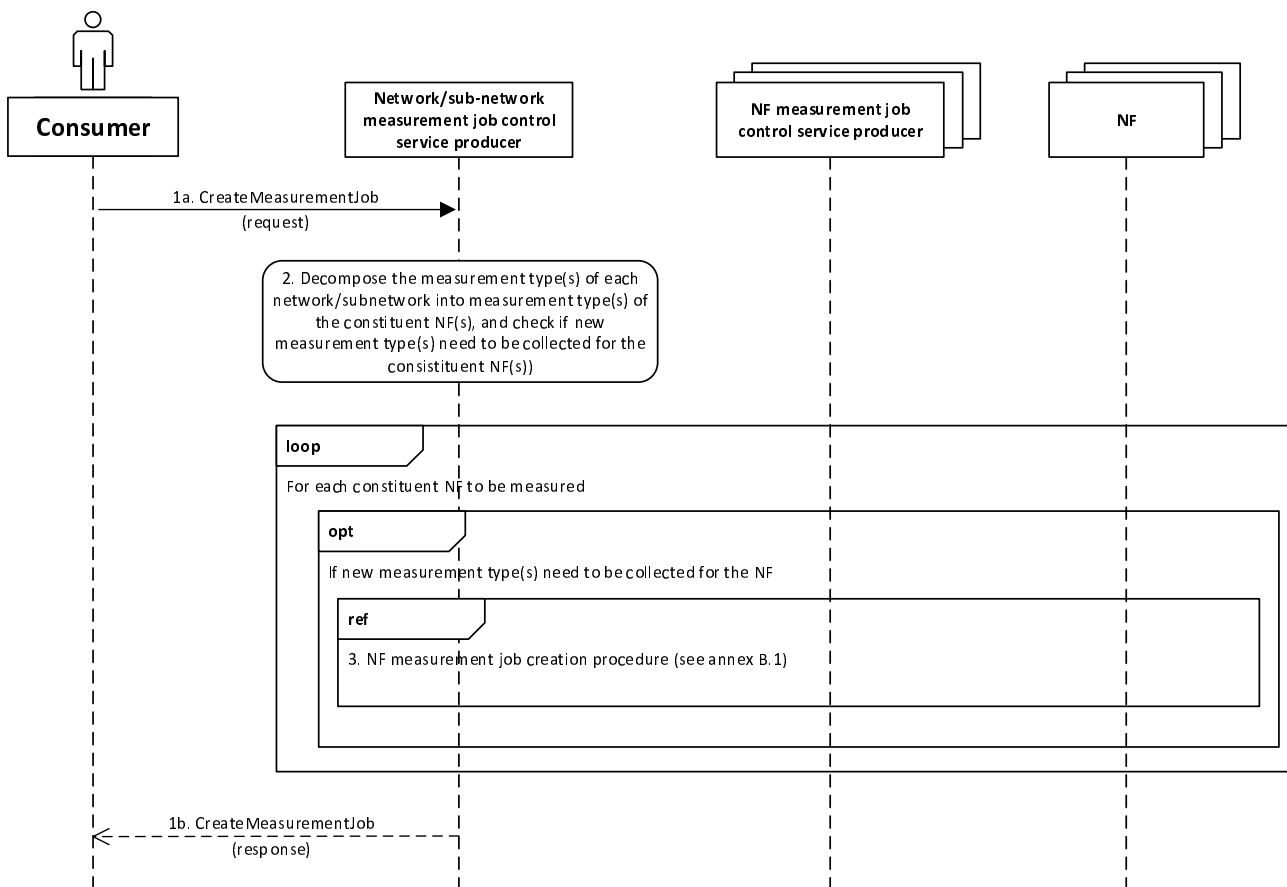 Consumer
Network/sub-network
measurement job control
service producer
NF measurement job
control service producer
NF
1a. CreateMeasurementJob
(request)
2. Decompose the measurement type(s) of each
network/subnetwork into measurement type(s) of
the constituent NF(s), and check if new
measurement type(s) need to be collected for the
consistituent NF(s))
loop
For each constituent NF to be measured
opt
If new measurement type(s) need to be collected for the NF
ref
3. NF measurement job creation procedure (see annex B.1)
1b. CreateMeasurementJob
(response)